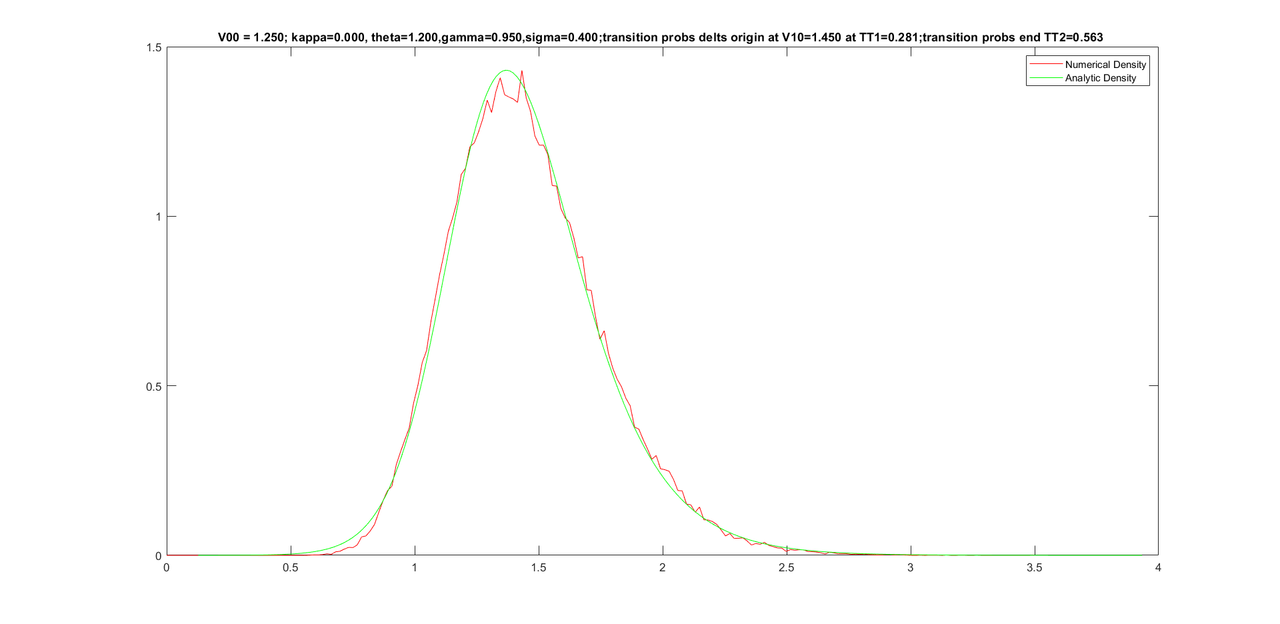 V00 = 1.250; kappa=0.000, theta=1.200,gamma=0.950,sigma=0.400;transition probs delts origin at V10=1.450 at TT1=0.281;transition probs end TT2=0.563
Numerical Density
Analytic Density
1.5
1
0.5
0
0 0.5 1 1.5 2 2.5 3 3.5 4